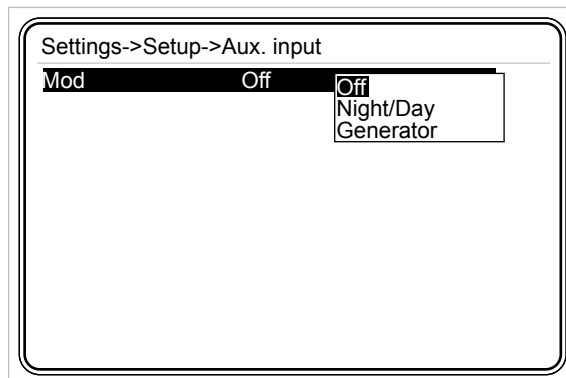 Settings->Setup->Aux. input
Mod Off
Off
Night/Day
Generator